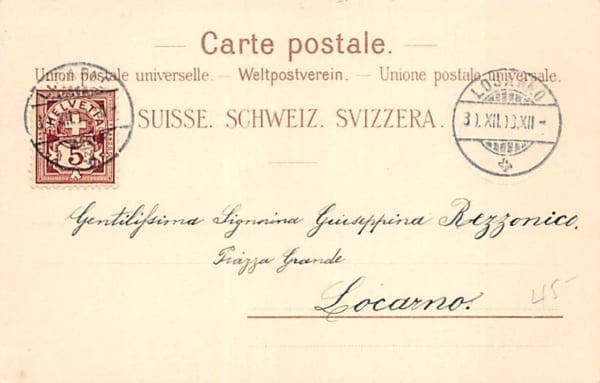 Carte postale.
Union postale universelle. — Weltpostverein. — Unione postale universale.
SUISSE. SCHWEIZ. SVIZZERA.
HELVETIA
5
LOCARNO
XII
Gentilissima Signorina Giuseppina Rezzonico,
Piazza Grande
Locarno.
45-